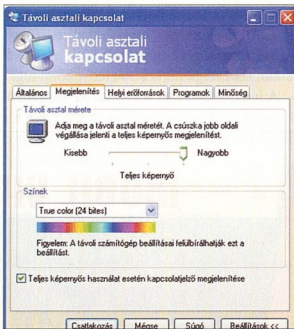 Távoli asztali kapcsolat
Távoli asztali
kapcsolat
Általános Megjelenítés Helyi erőforrások Programok Minőség
Távoli asztal mérete
Adja meg a távoli asztal méretét. A csúszka jobb oldali
végállása jelenti a teljes képernyős megjelenítést.
Kisebb Nagyobb
Teljes képernyő
Színek
True color (24 bites)
Figyelem: A távoli számítógép beállításai felülbírálhatják ezt a
beállítást.
Teljes képernyős használat esetén kapcsolatjelző megjelenítése
Csatlakozás Mégse Súgó Beállítások <<